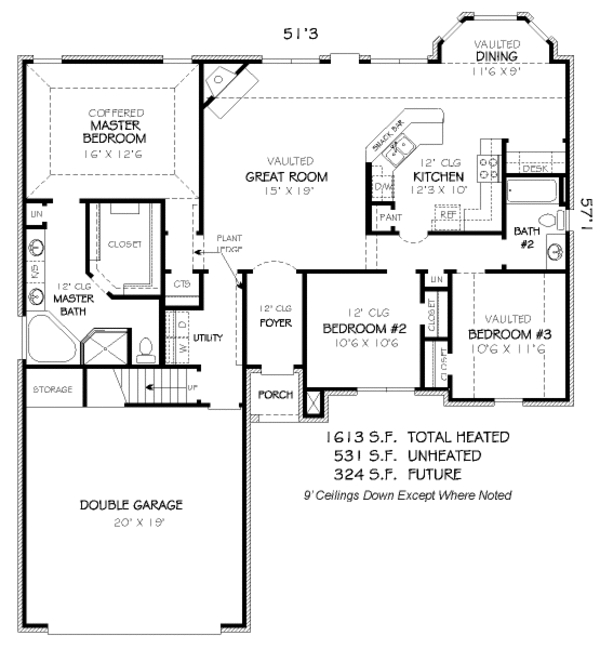 51'3
VAULTED
DINING
11'6 X 9'
COFFERED
MASTER
BEDROOM
16' X 12'6
VAULTED
GREAT ROOM
15' X 19'
SNACK BAR
12' CLG
KITCHEN
12'3 X 10'
D/W
DESK
PANT
REF
57'1
LIN
CLOSET
PLANT
LEDGE
BATH
#2
K/S
12' CLG
MASTER
BATH
CTS
12' CLG
FOYER
LIN
CLOSET
12' CLG
BEDROOM #2
10'6 X 10'6
VAULTED
BEDROOM #3
10'6 X 11'6
W D
UTILITY
CLOSET
STORAGE
UP
PORCH
1613 S.F. TOTAL HEATED
531 S.F. UNHEATED
324 S.F. FUTURE
9' Ceilings Down Except Where Noted
DOUBLE GARAGE
20' X 19'